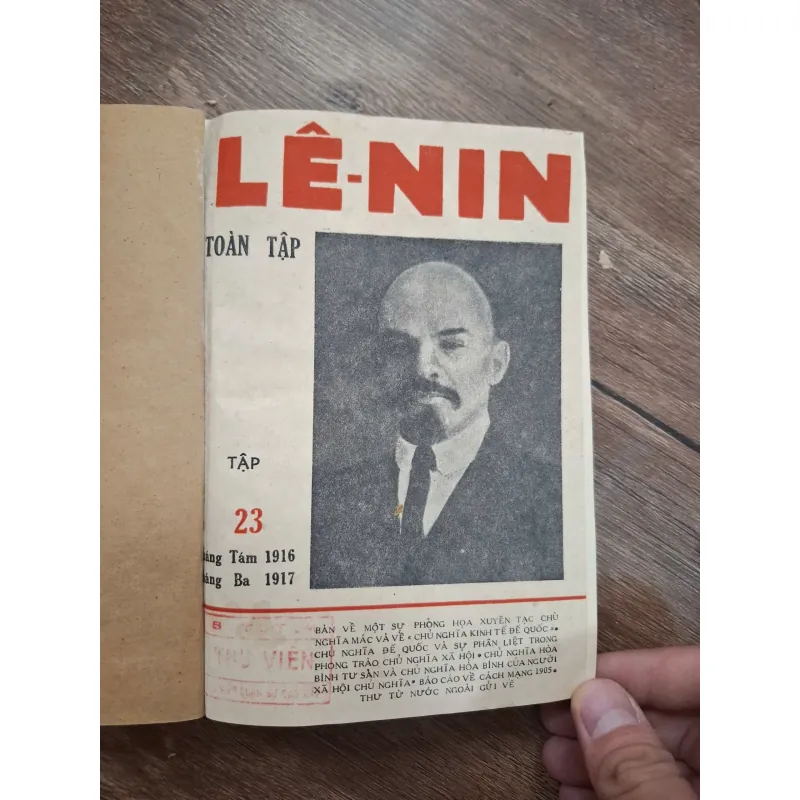 LÊ-NIN
TOÀN TẬP
TẬP
23
áng Tám 1916
áng Ba 1917
BÀN VỀ MỘT SỰ PHỎNG HỌA XUYÊN TẠC CHỦ
NGHĨA MÁC VÀ VỀ « CHỦ NGHĨA KINH TẾ ĐẾ QUỐC »•
CHỦ NGHĨA ĐẾ QUỐC VÀ SỰ PHÂN LIỆT TRONG
PHONG TRÀO CHỦ NGHĨA XÃ HỘI • CHỦ NGHĨA HÒA
BÌNH TƯ SẢN VÀ CHỦ NGHĨA HÒA BÌNH CỦA NGƯỜI
XÃ HỘI CHỦ NGHĨA• BÁO CÁO VỀ CÁCH MẠNG 1905•
THƯ TỪ NƯỚC NGOÀI GỬI VỀ
THƯ VIỆN